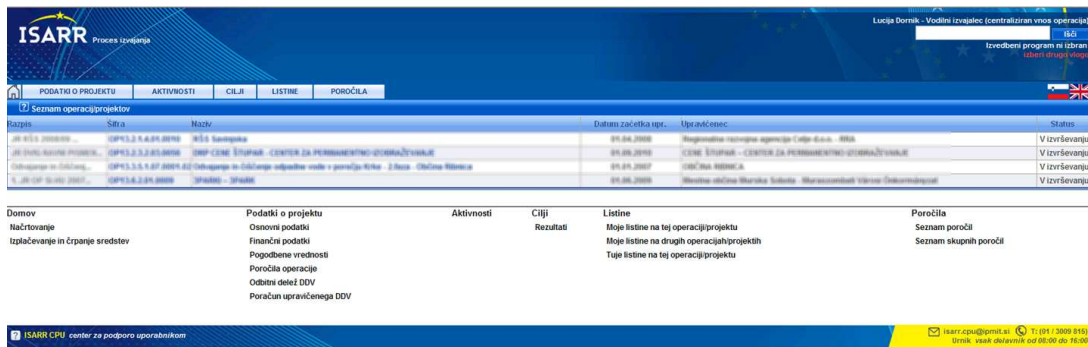 Lucija Dornik - Vodilni izvajalec (centraliziran vnos operacija)
ISARR Proces izvajanja
Išči
Izvedbeni program ni izbran
izberi drugo vlogo
PODATKI O PROJEKTU AKTIVNOSTI CILJI LISTINE POROČILA
? Seznam operacij/projektov
Razpis Šifra Naziv Datum začetka upr. Upravičenec Status
V izvrševanju
V izvrševanju
V izvrševanju
V izvrševanju
Domov Podatki o projektu Aktivnosti Cilji Listine Poročila
Načrtovanje Osnovni podatki Rezultati Moje listine na tej operaciji/projektu Seznam poročil
Izplačevanje in črpanje sredstev Finančni podatki Moje listine na drugih operacijah/projektih Seznam skupnih poročil
Pogodbene vrednosti Tuje listine na tej operaciji/projektu
Poročila operacije
Odbitni delež DDV
Poračun upravičenega DDV
? ISARR CPU center za podporo uporabnikom isarr.cpu@ipmit.si T: (01 / 3009 815)
Urnik vsak delavnik od 08:00 do 16:00